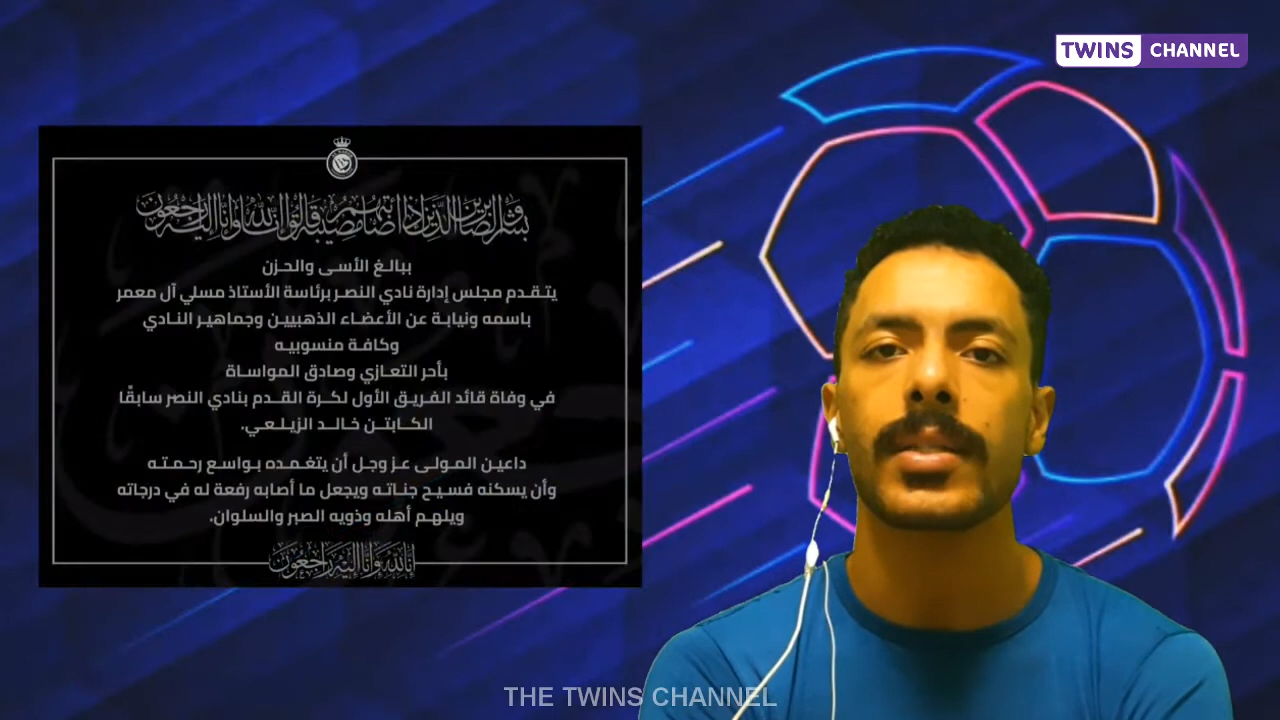 TWINS CHANNEL
وبشر الصابرين الذين إذا أصابتهم مصيبة قالوا إنا لله وإنا إليه راجعون
ببالغ الأسى والحزن
يتقدم مجلس إدارة نادي النصر برئاسة الأستاذ مسلي آل معمر
باسمه ونيابة عن الأعضاء الذهبيين وجماهير النادي
وكافة منسوبيه
بأحر التعازي وصادق المواساة
في وفاة قائد الفريق الأول لكرة القدم بنادي النصر سابقًا
الكابتن خالد الزيلعي.
داعين المولى عز وجل أن يتغمده بواسع رحمته
وأن يسكنه فسيح جناته ويجعل ما أصابه رفعة له في درجاته
ويلهم أهله وذويه الصبر والسلوان.
إنا لله وإنا إليه راجعون
THE TWINS CHANNEL